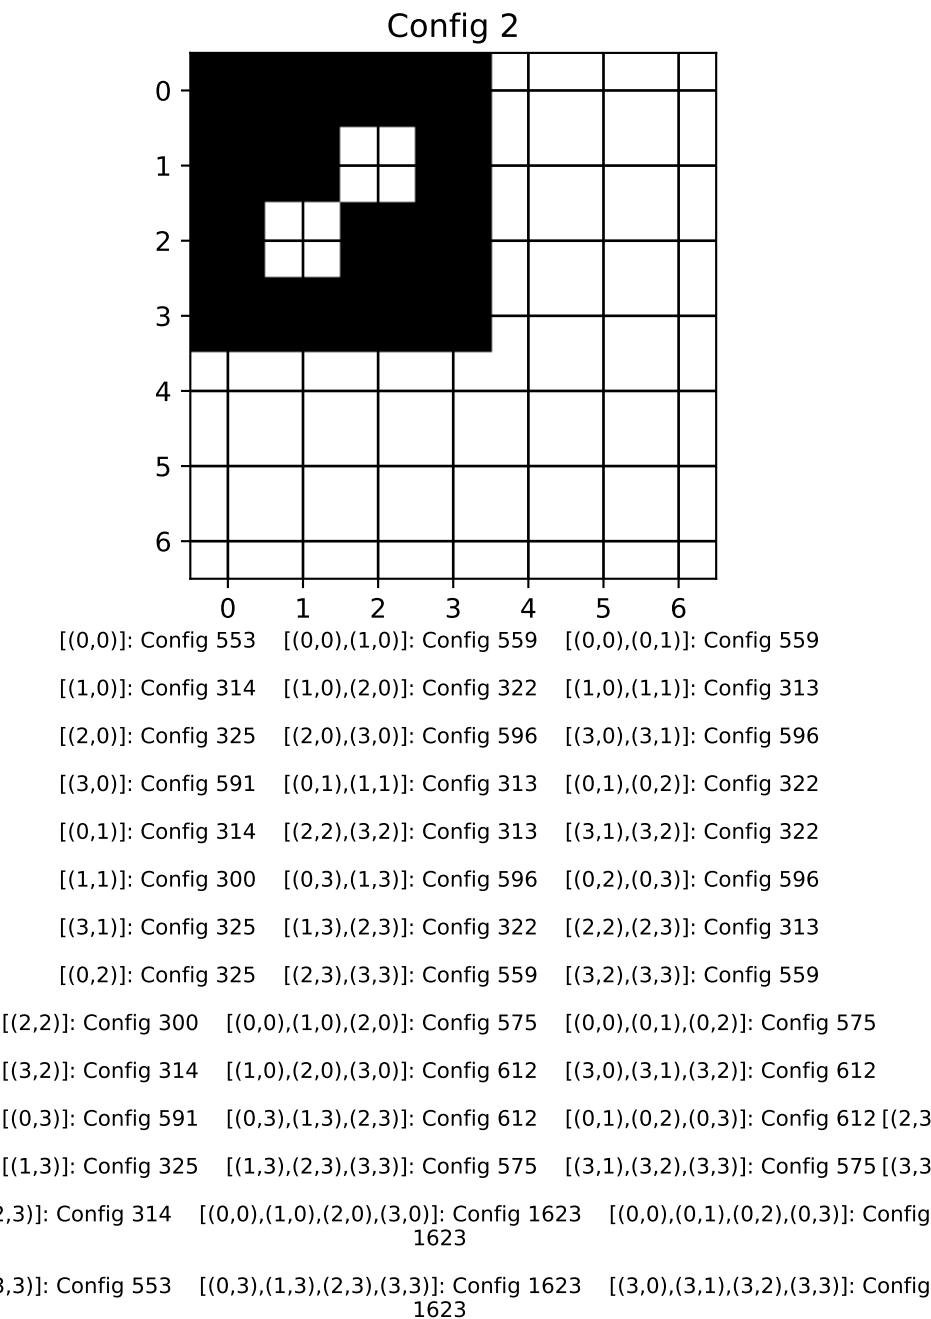 Config 2
0
1
2
3
4
5
6
0 1 2 3 4 5 6
[(0,0)]: Config 553 [(0,0),(1,0)]: Config 559 [(0,0),(0,1)]: Config 559
[(1,0)]: Config 314 [(1,0),(2,0)]: Config 322 [(1,0),(1,1)]: Config 313
[(2,0)]: Config 325 [(2,0),(3,0)]: Config 596 [(3,0),(3,1)]: Config 596
[(3,0)]: Config 591 [(0,1),(1,1)]: Config 313 [(0,1),(0,2)]: Config 322
[(0,1)]: Config 314 [(2,2),(3,2)]: Config 313 [(3,1),(3,2)]: Config 322
[(1,1)]: Config 300 [(0,3),(1,3)]: Config 596 [(0,2),(0,3)]: Config 596
[(3,1)]: Config 325 [(1,3),(2,3)]: Config 322 [(2,2),(2,3)]: Config 313
[(0,2)]: Config 325 [(2,3),(3,3)]: Config 559 [(3,2),(3,3)]: Config 559
[(2,2)]: Config 300 [(0,0),(1,0),(2,0)]: Config 575 [(0,0),(0,1),(0,2)]: Config 575
[(3,2)]: Config 314 [(1,0),(2,0),(3,0)]: Config 612 [(3,0),(3,1),(3,2)]: Config 612
[(0,3)]: Config 591 [(0,3),(1,3),(2,3)]: Config 612 [(0,1),(0,2),(0,3)]: Config 612 [(2,3
[(1,3)]: Config 325 [(1,3),(2,3),(3,3)]: Config 575 [(3,1),(3,2),(3,3)]: Config 575 [(3,3
,3)]: Config 314 [(0,0),(1,0),(2,0),(3,0)]: Config 1623 [(0,0),(0,1),(0,2),(0,3)]: Config
1623
,3)]: Config 553 [(0,3),(1,3),(2,3),(3,3)]: Config 1623 [(3,0),(3,1),(3,2),(3,3)]: Config
1623